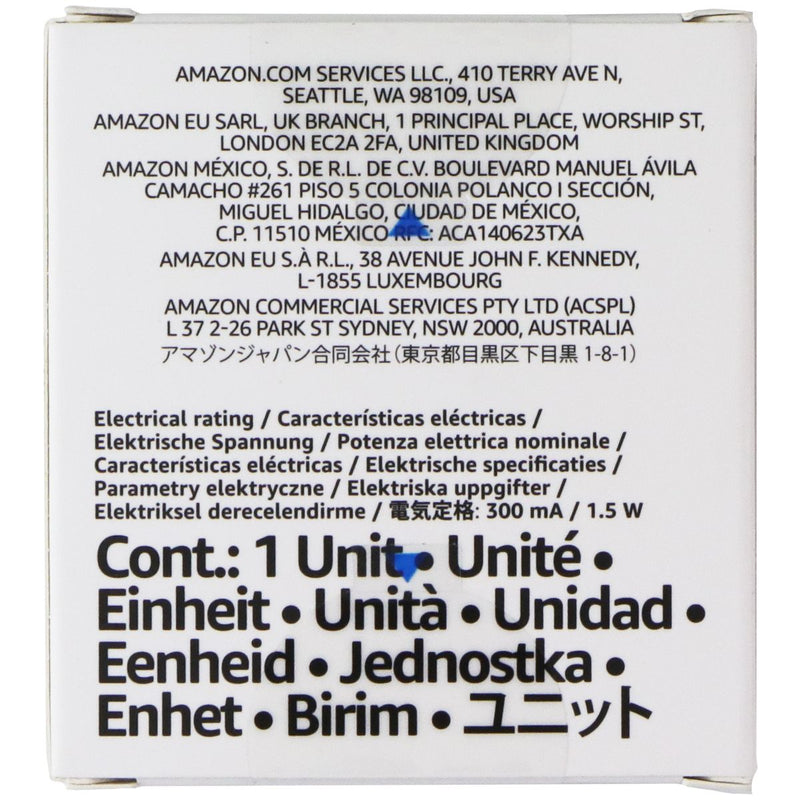 AMAZON.COM SERVICES LLC., 410 TERRY AVE N,
SEATTLE, WA 98109, USA
AMAZON EU SARL, UK BRANCH, 1 PRINCIPAL PLACE, WORSHIP ST,
LONDON EC2A 2FA, UNITED KINGDOM
AMAZON MÉXICO, S. DE R.L. DE C.V. BOULEVARD MANUEL ÁVILA
CAMACHO #261 PISO 5 COLONIA POLANCO I SECCIÓN,
MIGUEL HIDALGO, CIUDAD DE MÉXICO,
C.P. 11510 MÉXICO RFC: ACA140623TXA
AMAZON EU S.À R.L., 38 AVENUE JOHN F. KENNEDY,
L-1855 LUXEMBOURG
AMAZON COMMERCIAL SERVICES PTY LTD (ACSPL)
L 37 2-26 PARK ST SYDNEY, NSW 2000, AUSTRALIA
アマゾンジャパン合同会社（東京都目黒区下目黒 1-8-1）
Electrical rating / Características eléctricas /
Elektrische Spannung / Potenza elettrica nominale /
Características eléctricas / Elektrische specificaties /
Parametry elektryczne / Elektriska uppgifter /
Elektriksel derecelendirme / 電気定格: 300 mA / 1.5 W
Cont.: 1 Unit • Unité •
Einheit • Unità • Unidad •
Eenheid • Jednostka •
Enhet • Birim • ユニット